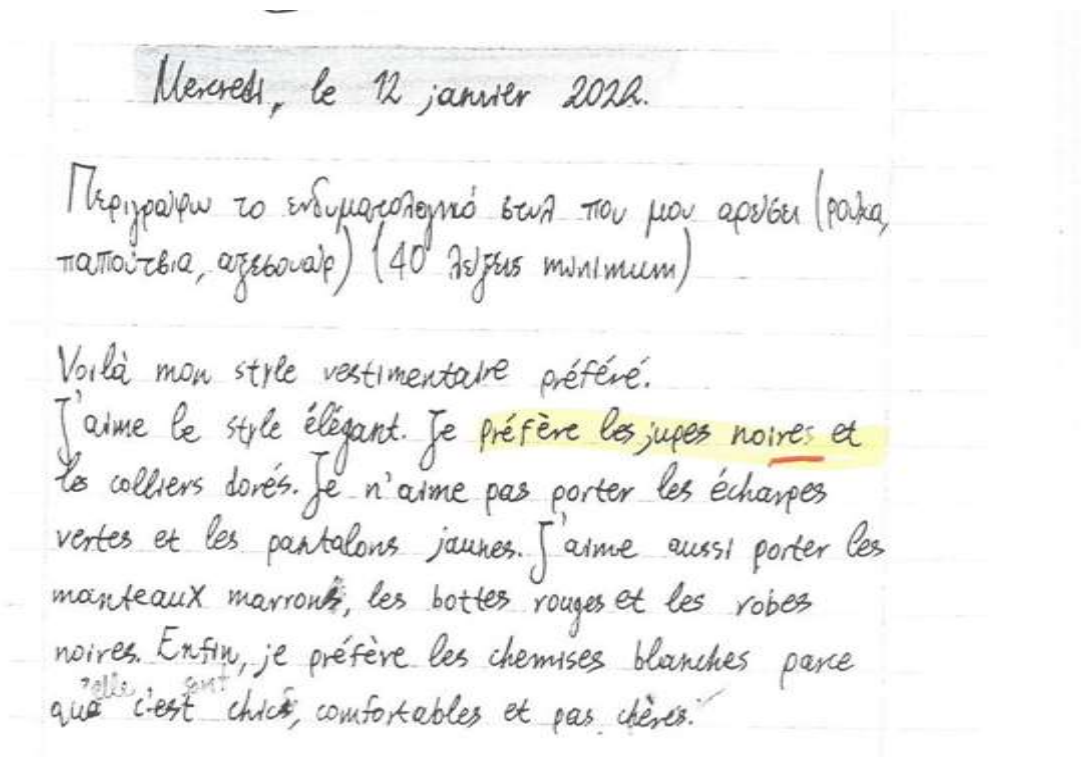 Mercredi, le 12 janvier 2022.
Περιγράφω το ενδυματολογικό στυλ που μου αρέσει (ρούχα,
παπούτσια, αξεσουάρ) (40 λέξεις minimum)
Voilà mon style vestimentaire préféré.
J'aime le style élégant. Je préfère les jupes noires et
les colliers dorés. Je n'aime pas porter les écharpes
vertes et les pantalons jaunes. J'aime aussi porter les
manteaux marrons, les bottes rouges et les robes
noires. Enfin, je préfère les chemises blanches parce
'elle sont
que c'est chics, comfortables et pas chères.